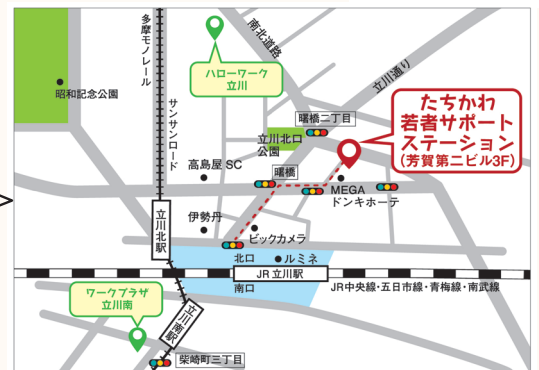 多摩モノレール
南北道路
ハローワーク
立川
立川通り
昭和記念公園
サンサンロード
曙橋二丁目
たちかわ
若者サポート
ステーション
(芳賀第二ビル3F)
立川北口
公園
高島屋 SC
曙橋
MEGA
ドンキホーテ
立川北駅
伊勢丹
ビックカメラ
北口
ルミネ
JR 立川駅
南口
JR中央線・五日市線・青梅線・南武線
ワークプラザ
立川南
立川南駅
柴崎町三丁目